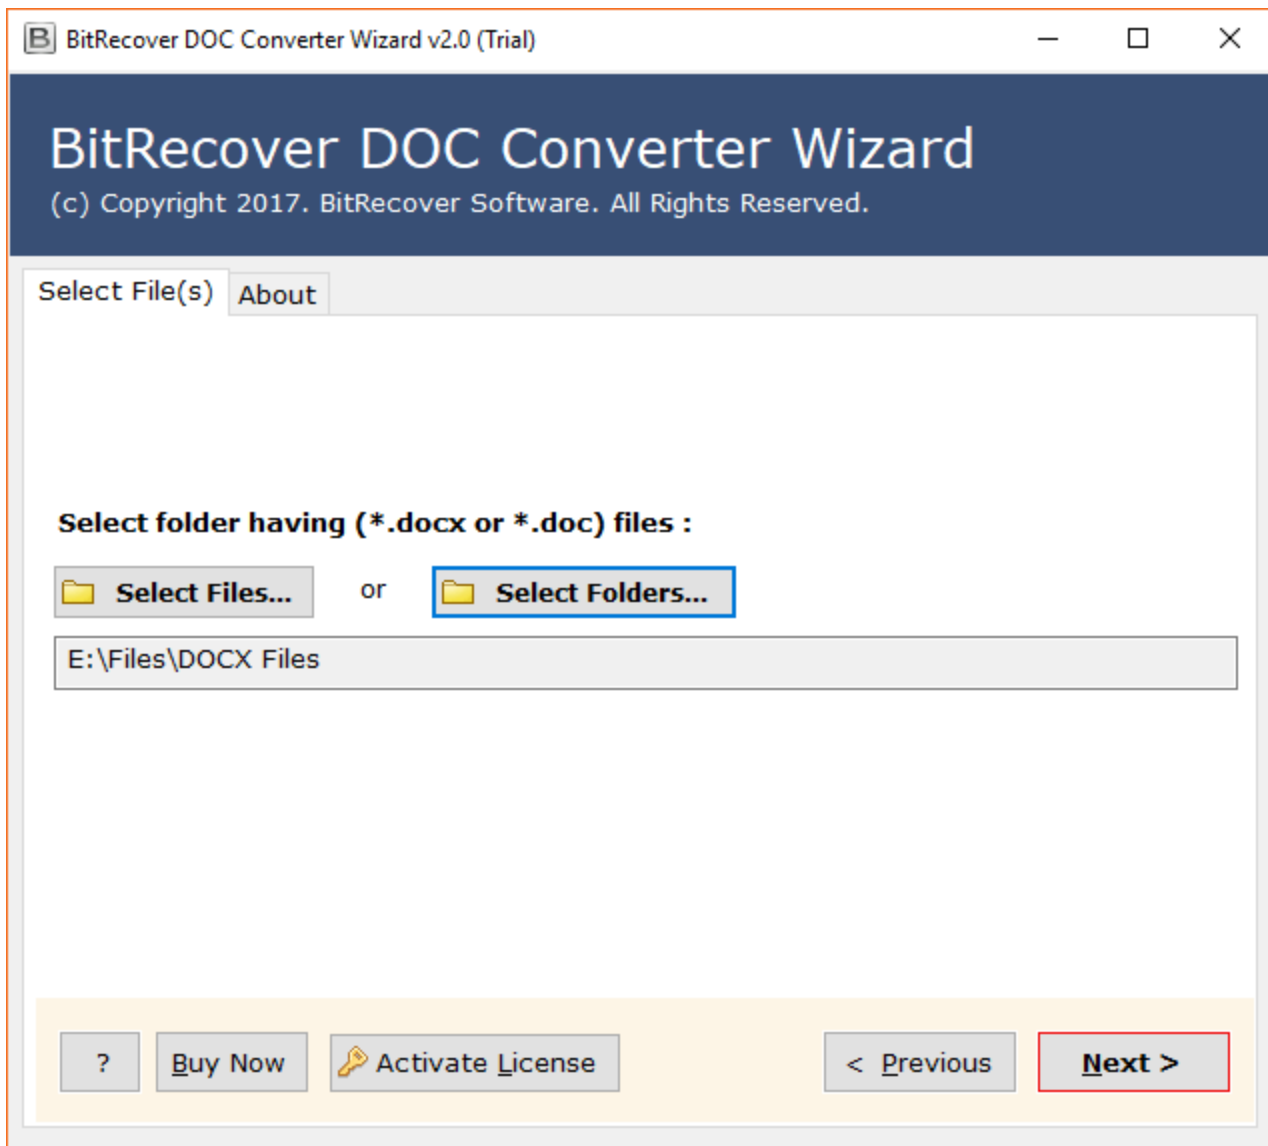 B BitRecover DOC Converter Wizard v2.0 (Trial)
BitRecover DOC Converter Wizard
(c) Copyright 2017. BitRecover Software. All Rights Reserved.
Select File(s) About
Select folder having (*.docx or *.doc) files :
Select Files... or Select Folders...
E:\Files\DOCX Files
? Buy Now Activate License < Previous Next >